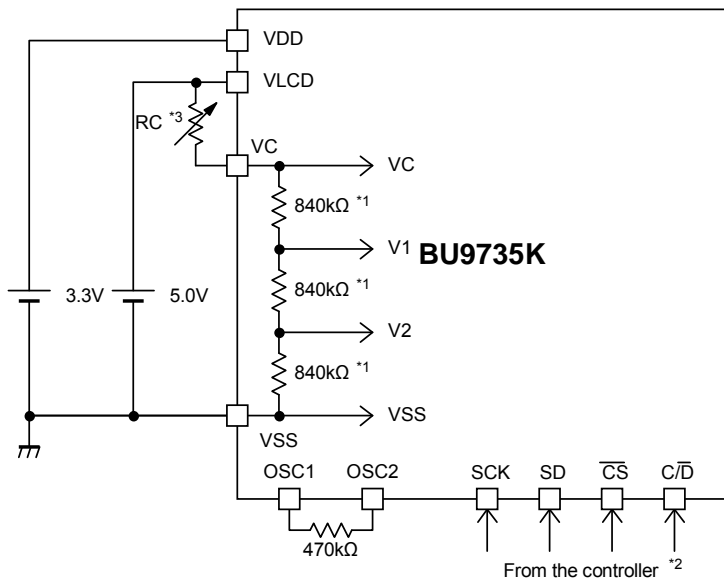 VDD
VLCD
RC *3
VC
VC
840kΩ *1
V1
BU9735K
840kΩ *1
3.3V
5.0V
V2
840kΩ *1
VSS
VSS
OSC1
OSC2
SCK
SD
C̅S̅
C/D̅
470kΩ
From the controller *2